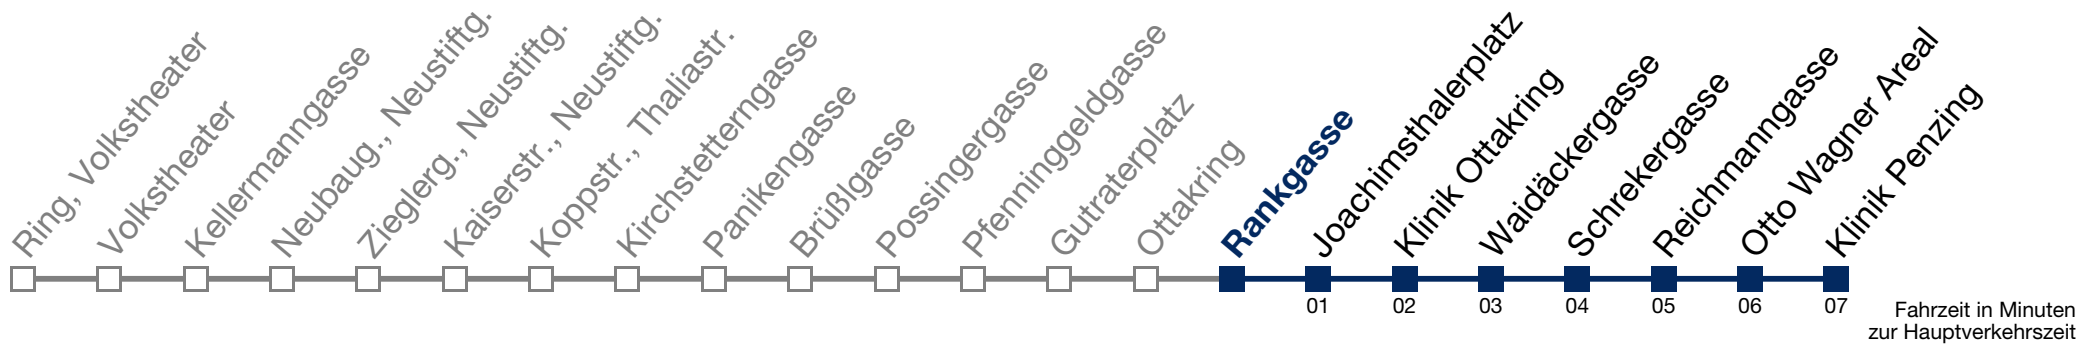 Ring, Volkstheater
Volkstheater
Kellermanngasse
Neubaug., Neustiftg.
Zieglerg., Neustiftg.
Kaiserstr., Neustiftg.
Koppstr., Thaliastr.
Kirchstetterngasse
Panikengasse
Brüßlgasse
Possingergasse
Pfenninggeldgasse
Gutraterplatz
Ottakring
Rankgasse
Joachimsthalerplatz
Klinik Ottakring
Waidäckergasse
Schrekergasse
Reichmanngasse
Otto Wagner Areal
Klinik Penzing
01 02 03 04 05 06 07
Fahrzeit in Minuten
zur Hauptverkehrszeit